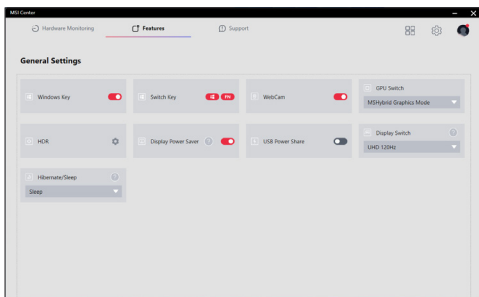 MSI Center
Hardware Monitoring
Features
Support
General Settings
Windows Key
Switch Key
FN
WebCam
GPU Switch
MSHybrid Graphics Mode
HDR
Display Power Saver
USB Power Share
Display Switch
UHD 120Hz
Hibernate/Sleep
Sleep